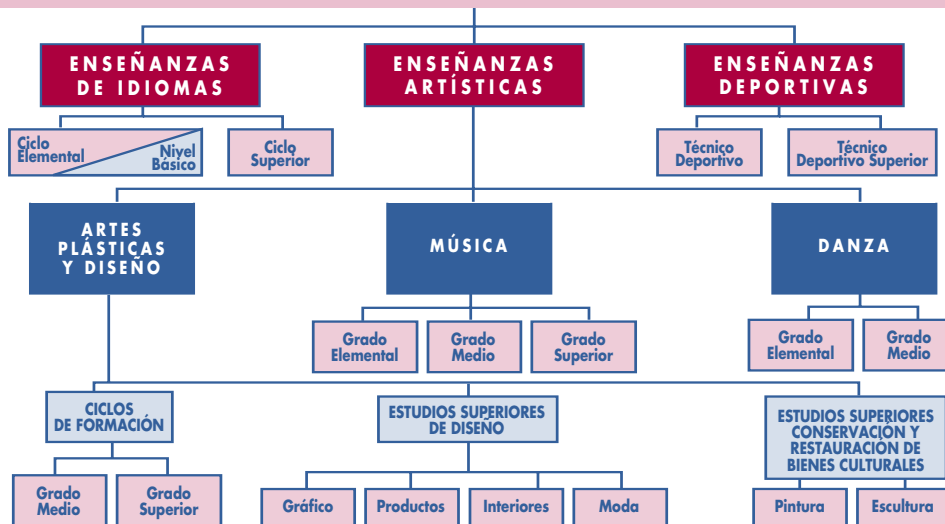 ENSEÑANZAS
DE IDIOMAS
ENSEÑANZAS
ARTÍSTICAS
ENSEÑANZAS
DEPORTIVAS
Ciclo
Elemental
Nivel
Básico
Ciclo
Superior
Técnico
Deportivo
Técnico
Deportivo Superior
ARTES
PLÁSTICAS
Y DISEÑO
MÚSICA
DANZA
Grado
Elemental
Grado
Medio
Grado
Superior
Grado
Elemental
Grado
Medio
CICLOS
DE FORMACIÓN
ESTUDIOS SUPERIORES
DE DISEÑO
ESTUDIOS SUPERIORES
CONSERVACIÓN Y
RESTAURACIÓN DE
BIENES CULTURALES
Grado
Medio
Grado
Superior
Gráfico
Productos
Interiores
Moda
Pintura
Escultura